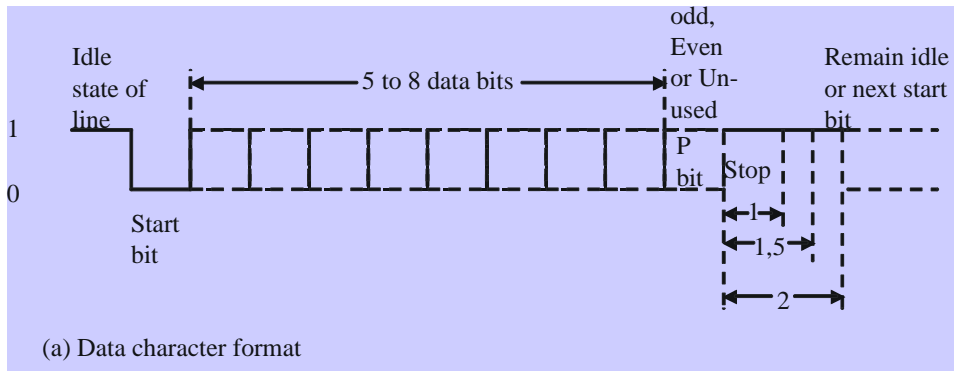 Idle
state of
line
5 to 8 data bits
odd,
Even
or Un-
used
P
bit
Remain idle
or next start
bit
1
0
Start
bit
Stop
1
1,5
2
(a) Data character format